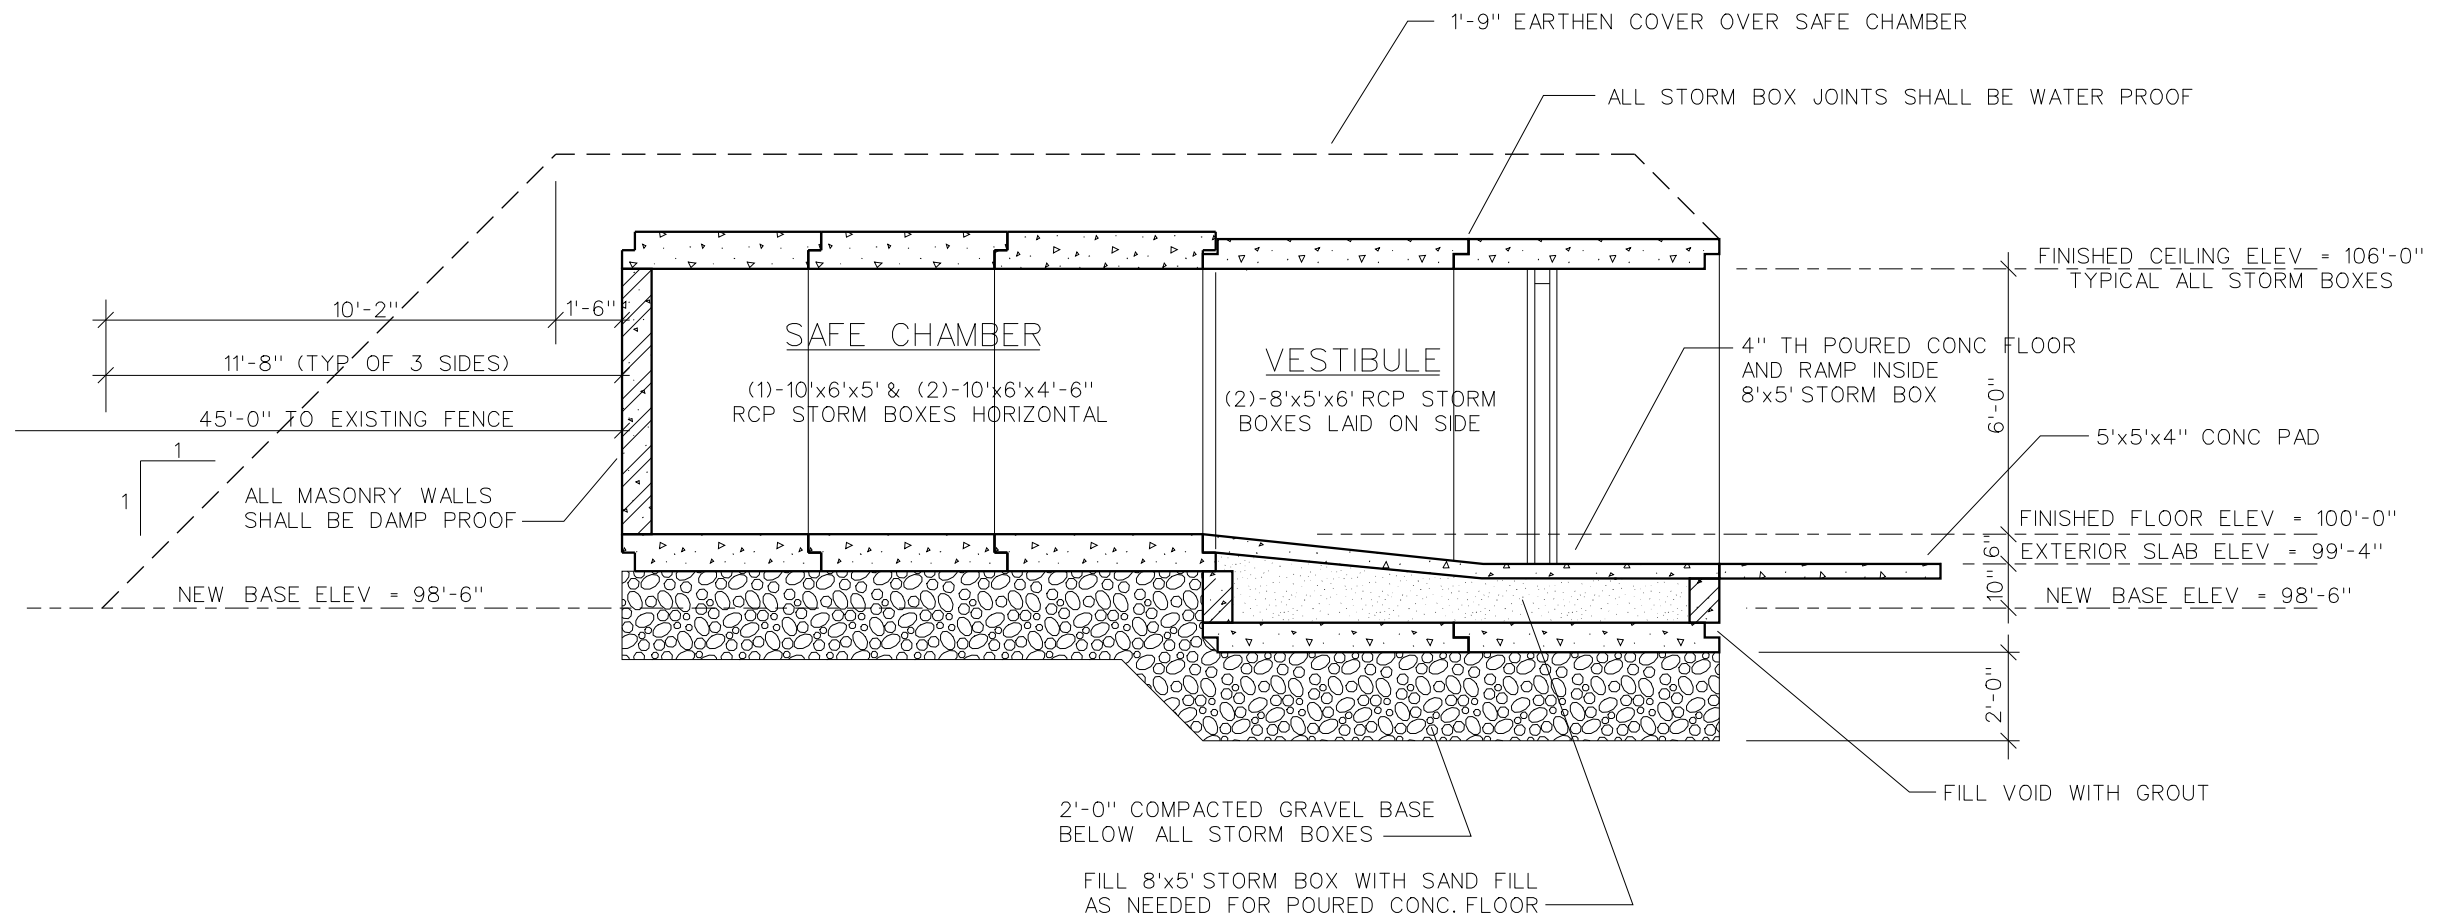 1'-9" EARTHEN COVER OVER SAFE CHAMBER
ALL STORM BOX JOINTS SHALL BE WATER PROOF
FINISHED CEILING ELEV = 106'-0"
TYPICAL ALL STORM BOXES
10'-2"
1'-6"
SAFE CHAMBER
(1)-10'x6'x5' & (2)-10'x6'x4'-6"
RCP STORM BOXES HORIZONTAL
VESTIBULE
(2)-8'x5'x6' RCP STORM
BOXES LAID ON SIDE
4" TH POURED CONC FLOOR
AND RAMP INSIDE
8'x5' STORM BOX
6'-0"
11'-8" (TYP OF 3 SIDES)
45'-0" TO EXISTING FENCE
1
1
5'x5'x4" CONC PAD
ALL MASONRY WALLS
SHALL BE DAMP PROOF
FINISHED FLOOR ELEV = 100'-0"
6"
EXTERIOR SLAB ELEV = 99'-4"
10"
NEW BASE ELEV = 98'-6"
NEW BASE ELEV = 98'-6"
2'-0"
FILL VOID WITH GROUT
2'-0" COMPACTED GRAVEL BASE
BELOW ALL STORM BOXES
FILL 8'x5' STORM BOX WITH SAND FILL
AS NEEDED FOR POURED CONC. FLOOR